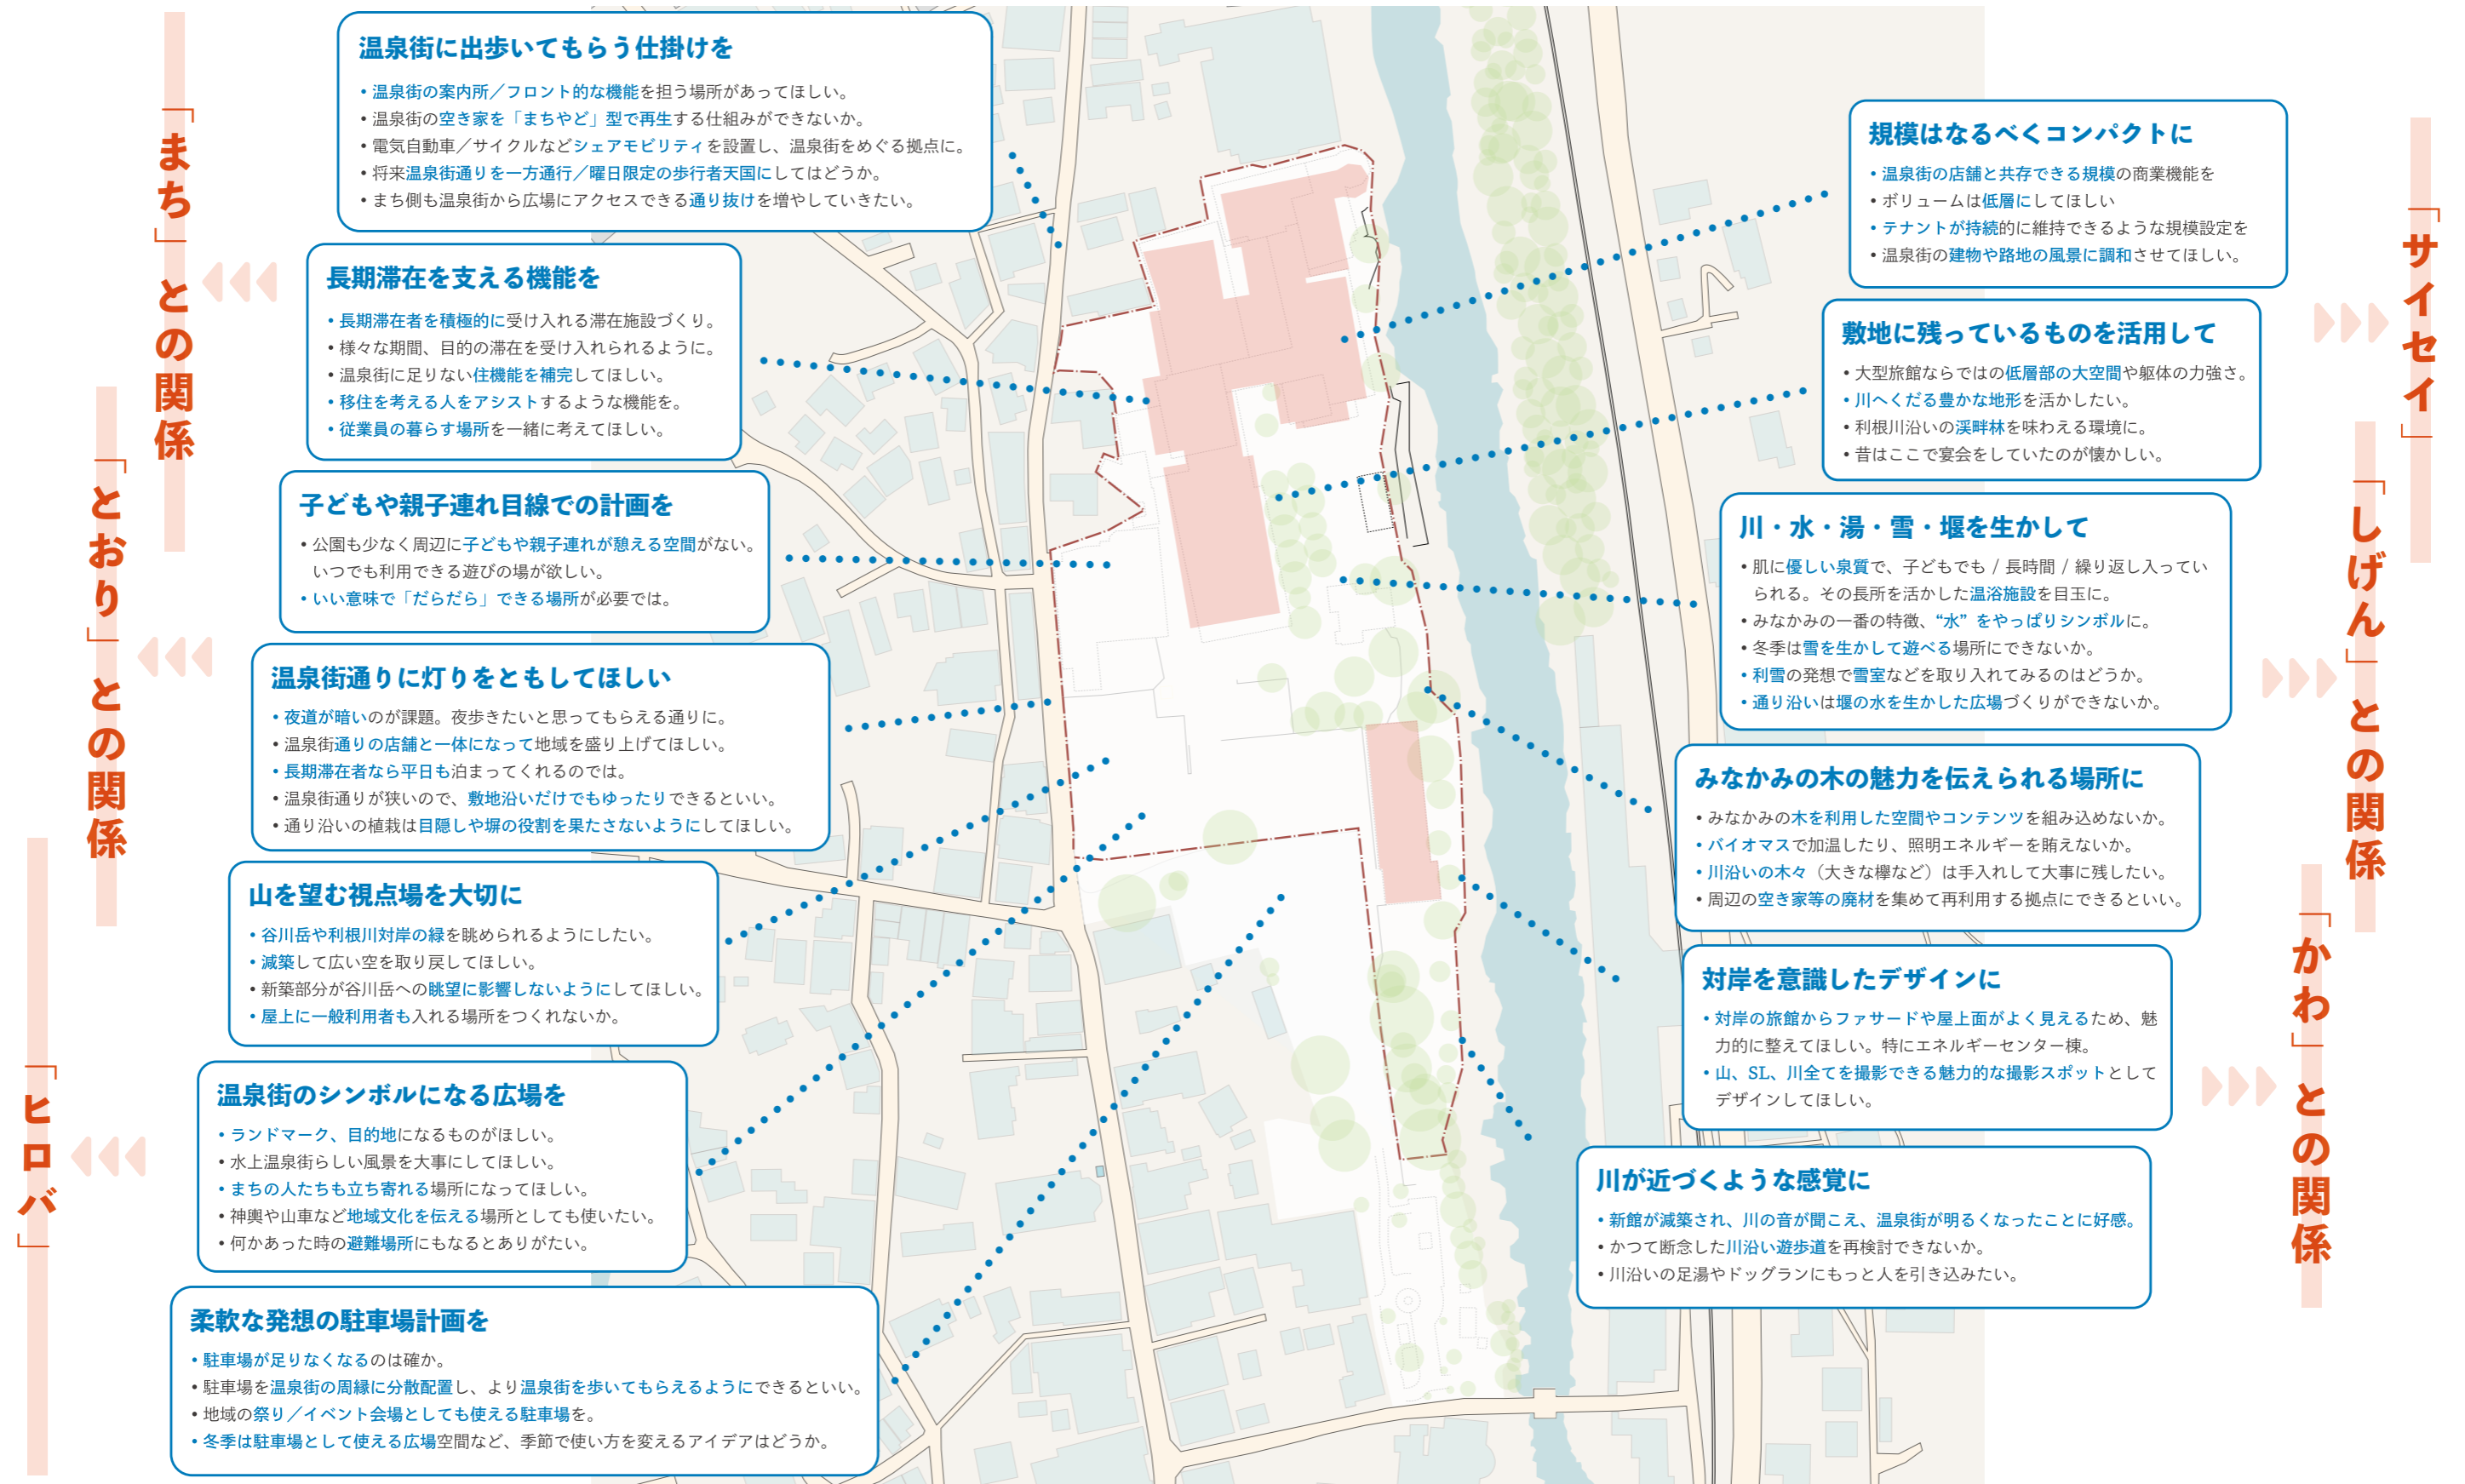 「まち」との関係
温泉街に出歩いてもらう仕掛けを
• 温泉街の案内所／フロント的な機能を担う場所があってほしい。
• 温泉街の空き家を「まちやど」型で再生する仕組みができないか。
• 電気自動車／サイクルなどシェアモビリティを設置し、温泉街をめぐる拠点に。
• 将来温泉街通りを一方通行／曜日限定の歩行者天国にしてはどうか。
• まち側も温泉街から広場にアクセスできる通り抜けを増やしていきたい。
長期滞在を支える機能を
• 長期滞在者を積極的に受け入れる滞在施設づくり。
• 様々な期間、目的の滞在を受け入れられるように。
• 温泉街に足りない住機能を補完してほしい。
• 移住を考える人をアシストするような機能を。
• 従業員の暮らす場所を一緒に考えてほしい。
「とおり」との関係
子どもや親子連れ目線での計画を
• 公園も少なく周辺に子どもや親子連れが憩える空間がない。
いつでも利用できる遊びの場が欲しい。
• いい意味で「だらだら」できる場所が必要では。
温泉街通りに灯りをともしてほしい
• 夜道が暗いのが課題。夜歩きたいと思ってもらえる通りに。
• 温泉街通りの店舗と一体になって地域を盛り上げてほしい。
• 長期滞在者なら平日も泊まってくれるのでは。
• 温泉街通りが狭いので、敷地沿いだけでもゆったりできるといい。
• 通り沿いの植栽は目隠しや塀の役割を果たさないようにしてほしい。
「ヒロバ」
山を望む視点場を大切に
• 谷川岳や利根川対岸の緑を眺められるようにしたい。
• 減築して広い空を取り戻してほしい。
• 新築部分が谷川岳への眺望に影響しないようにしてほしい。
• 屋上に一般利用者も入れる場所をつくれないか。
温泉街のシンボルになる広場を
• ランドマーク、目的地になるものがほしい。
• 水上温泉街らしい風景を大事にしてほしい。
• まちの人たちも立ち寄れる場所になってほしい。
• 神輿や山車など地域文化を伝える場所としても使いたい。
• 何かあった時の避難場所にもなるとありがたい。
柔軟な発想の駐車場計画を
• 駐車場が足りなくなるのは確か。
• 駐車場を温泉街の周縁に分散配置し、より温泉街を歩いてもらえるようにできるといい。
• 地域の祭り／イベント会場としても使える駐車場を。
• 冬季は駐車場として使える広場空間など、季節で使い方を変えるアイデアはどうか。
「サイセイ」
規模はなるべくコンパクトに
• 温泉街の店舗と共存できる規模の商業機能を
• ボリュームは低層にしてほしい
• テナントが持続的に維持できるような規模設定を
• 温泉街の建物や路地の風景に調和させてほしい。
敷地に残っているものを活用して
• 大型旅館ならではの低層部の大空間や躯体の力強さ。
• 川へくだる豊かな地形を活かしたい。
• 利根川沿いの渓畔林を味わえる環境に。
• 昔はここで宴会をしていたのが懐かしい。
「しげん」との関係
川・水・湯・雪・堰を生かして
• 肌に優しい泉質で、子どもでも / 長時間 / 繰り返し入ってい
られる。その長所を活かした温浴施設を目玉に。
• みなかみの一番の特徴、“水” をやっぱりシンボルに。
• 冬季は雪を生かして遊べる場所にできないか。
• 利雪の発想で雪室などを取り入れてみるのはどうか。
• 通り沿いは堰の水を生かした広場づくりができないか。
みなかみの木の魅力を伝えられる場所に
• みなかみの木を利用した空間やコンテンツを組み込めないか。
• バイオマスで加温したり、照明エネルギーを賄えないか。
• 川沿いの木々（大きな欅など）は手入れして大事に残したい。
• 周辺の空き家等の廃材を集めて再利用する拠点にできるといい。
「かわ」との関係
対岸を意識したデザインに
• 対岸の旅館からファサードや屋上面がよく見えるため、魅
力的に整えてほしい。特にエネルギーセンター棟。
• 山、SL、川全てを撮影できる魅力的な撮影スポットとして
デザインしてほしい。
川が近づくような感覚に
• 新館が減築され、川の音が聞こえ、温泉街が明るくなったことに好感。
• かつて断念した川沿い遊歩道を再検討できないか。
• 川沿いの足湯やドッグランにもっと人を引き込みたい。